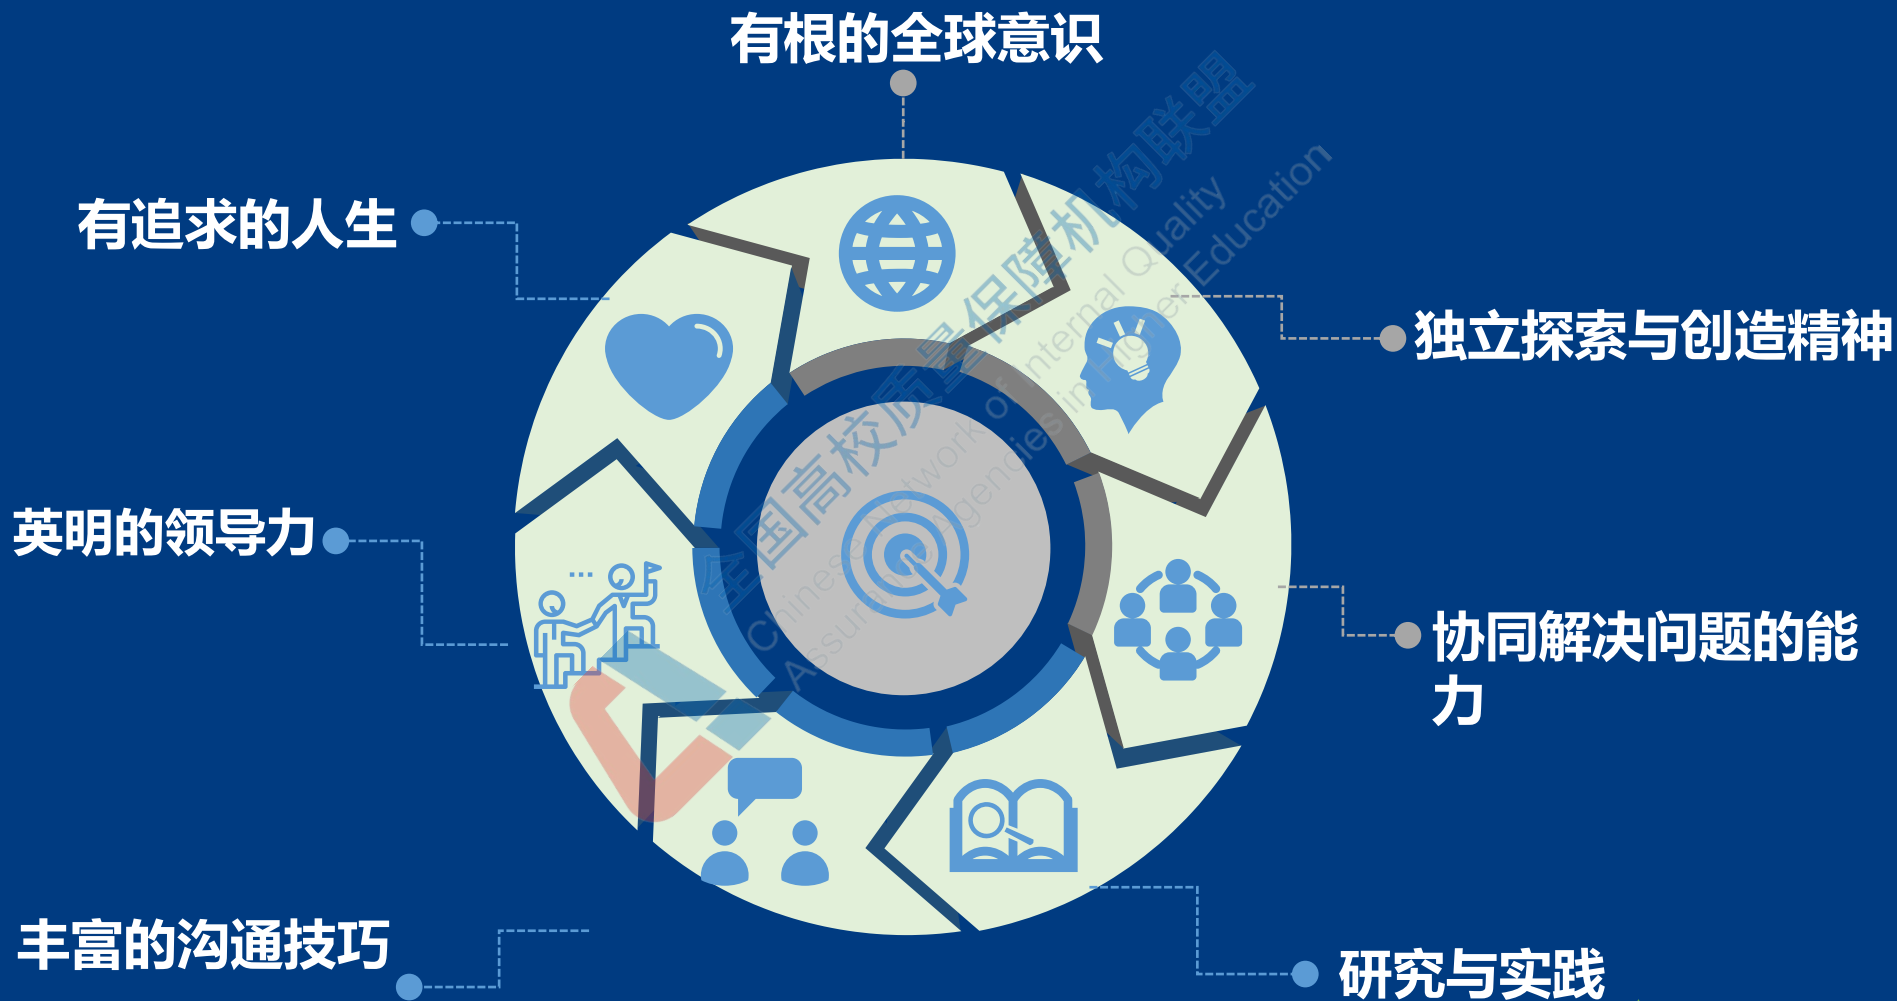 有根的全球意识
有追求的人生
独立探索与创造精神
英明的领导力
协同解决问题的能
力
丰富的沟通技巧
研究与实践
全国高校质量保障机构联盟
Chinese Network of Internal Quality
Assurance Agencies in Higher Education